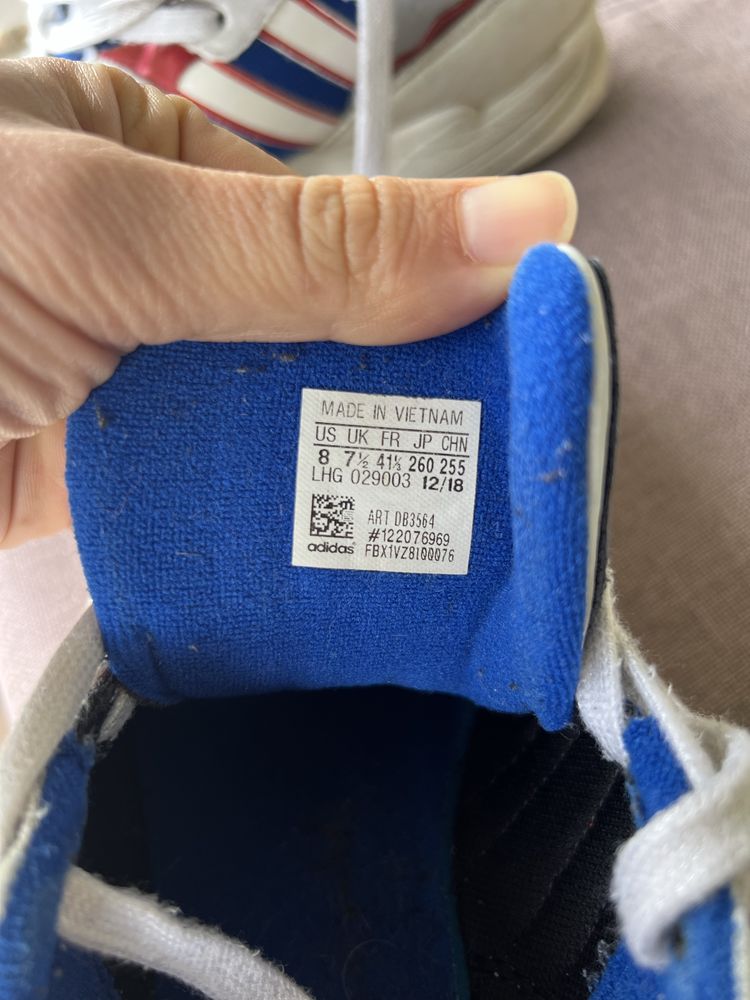 MADE IN VIETNAM
US UK FR JP CHN
8 7½ 41⅓ 260 255
LHG 029003 12/18
ART DB3564
#122076969
adidas FBX1VZ8IQQ076